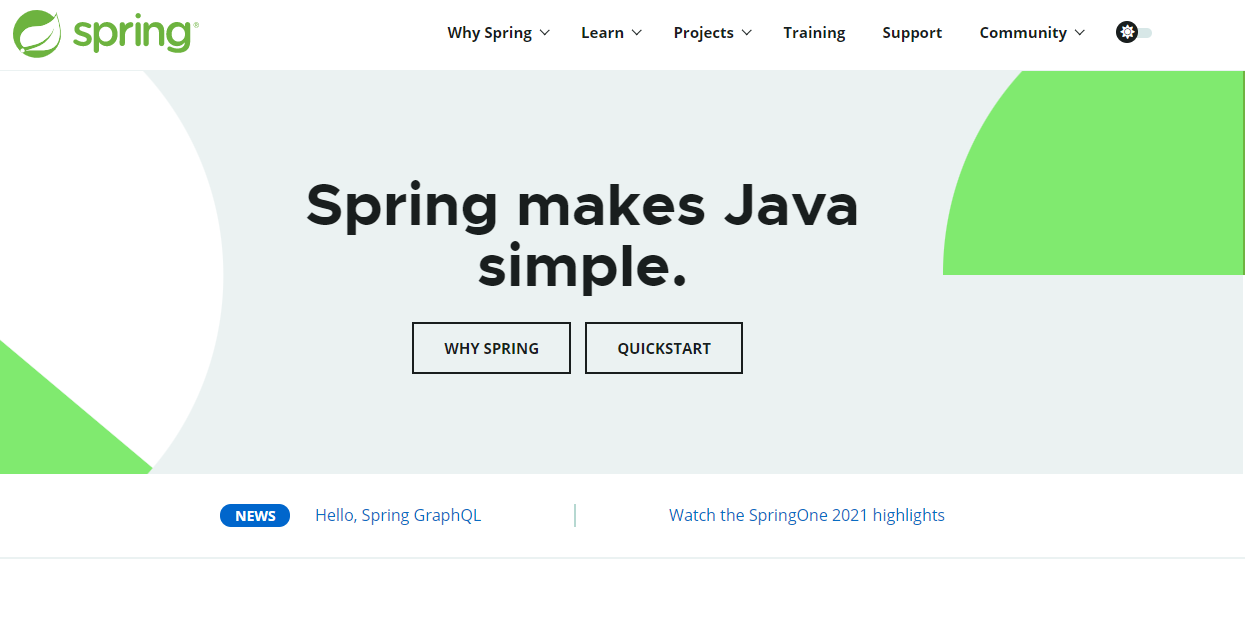 spring®
Why Spring
Learn
Projects
Training
Support
Community
Spring makes Java
simple.
WHY SPRING
QUICKSTART
NEWS
Hello, Spring GraphQL
Watch the SpringOne 2021 highlights